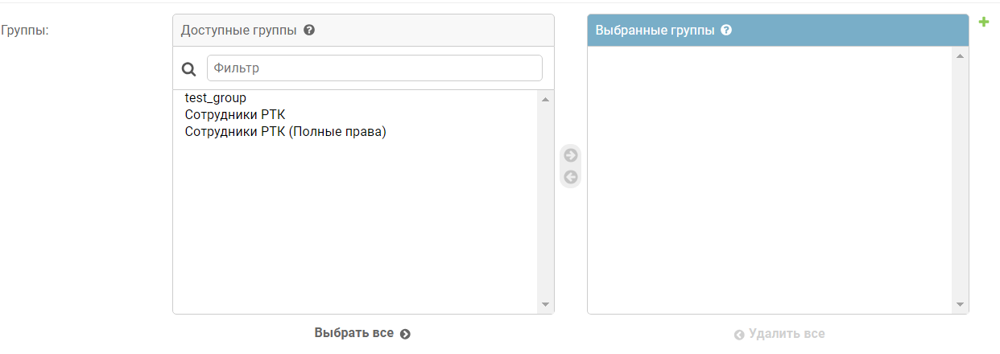 Группы:
Доступные группы
Выбранные группы
Фильтр
test_group
Сотрудники РТК
Сотрудники РТК (Полные права)
Выбрать все
Удалить все